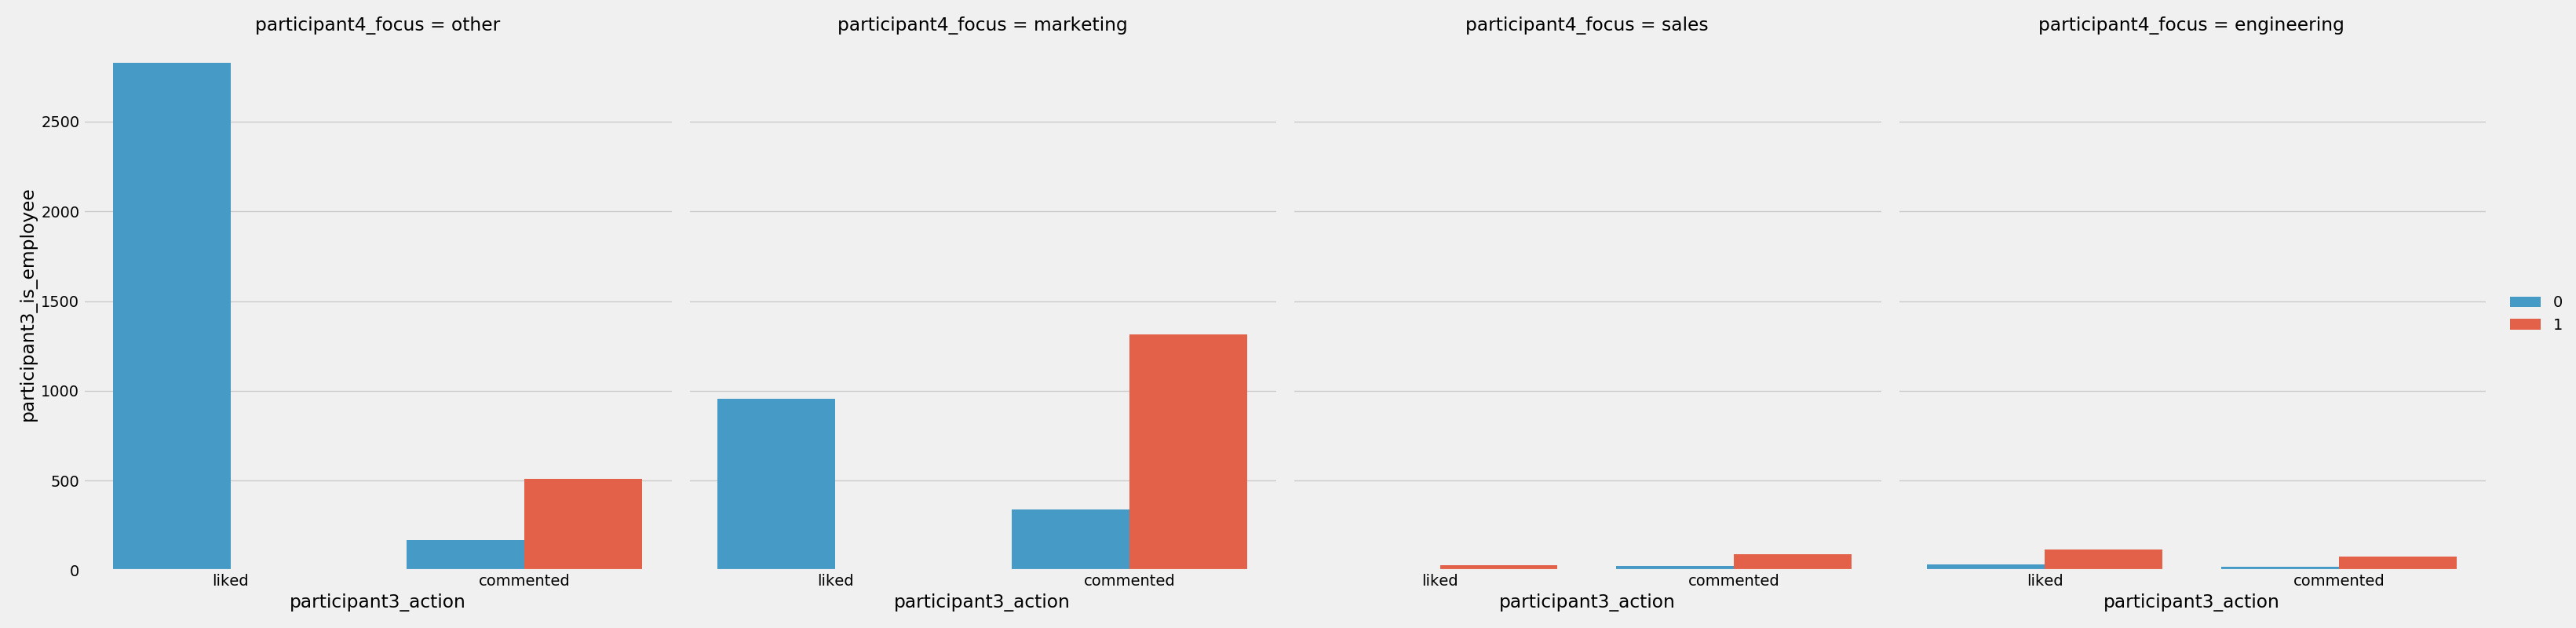 participant4_focus = other
participant4_focus = marketing
participant4_focus = sales
participant4_focus = engineering
participant3_is_employee
2500
2000
1500
1000
500
0
liked
commented
liked
commented
liked
commented
liked
commented
participant3_action
participant3_action
participant3_action
participant3_action
0
1